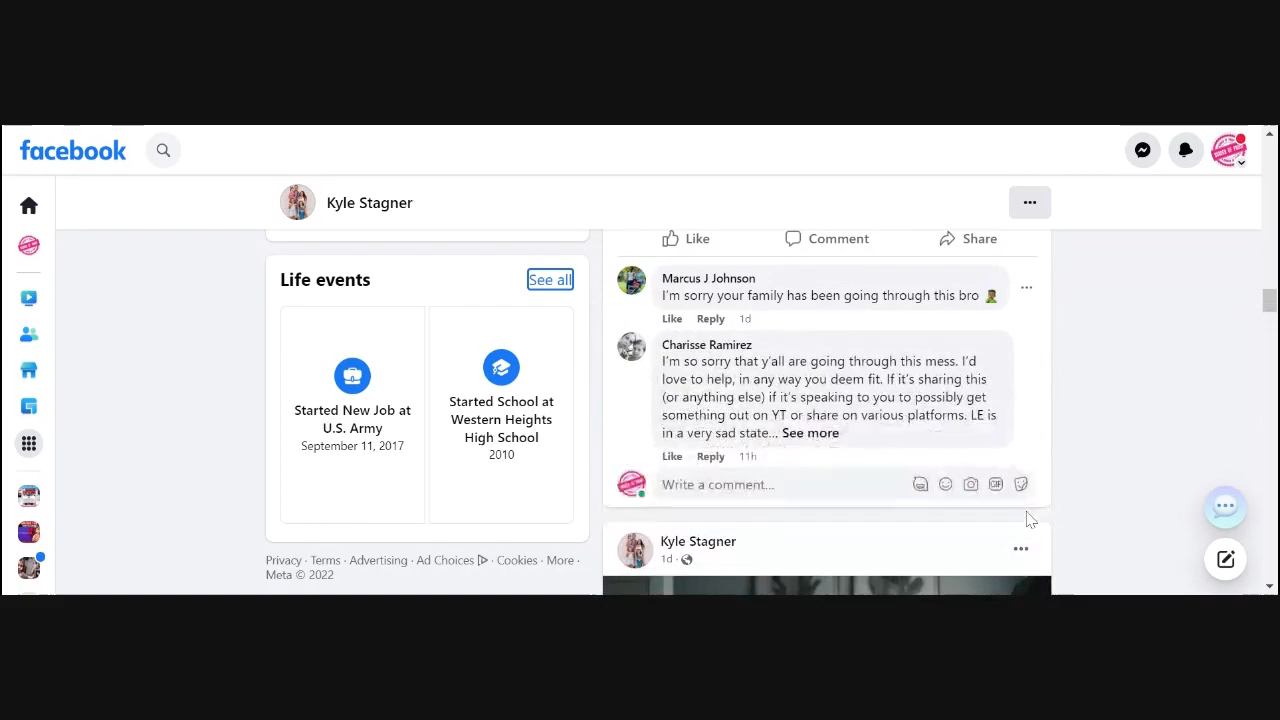 facebook
Kyle Stagner
Like Comment Share
Life events See all
Started New Job at
U.S. Army
September 11, 2017
Started School at
Western Heights
High School
2010
Privacy · Terms · Advertising · Ad Choices · Cookies · More ·
Meta © 2022
Marcus J Johnson
I'm sorry your family has been going through this bro
Like Reply 1d
Charisse Ramirez
I'm so sorry that y'all are going through this mess. I'd
love to help, in any way you deem fit. If it's sharing this
(or anything else) if it's speaking to you to possibly get
something out on YT or share on various platforms. LE is
in a very sad state... See more
Like Reply 11h
Write a comment...
GIF
Kyle Stagner
1d ·